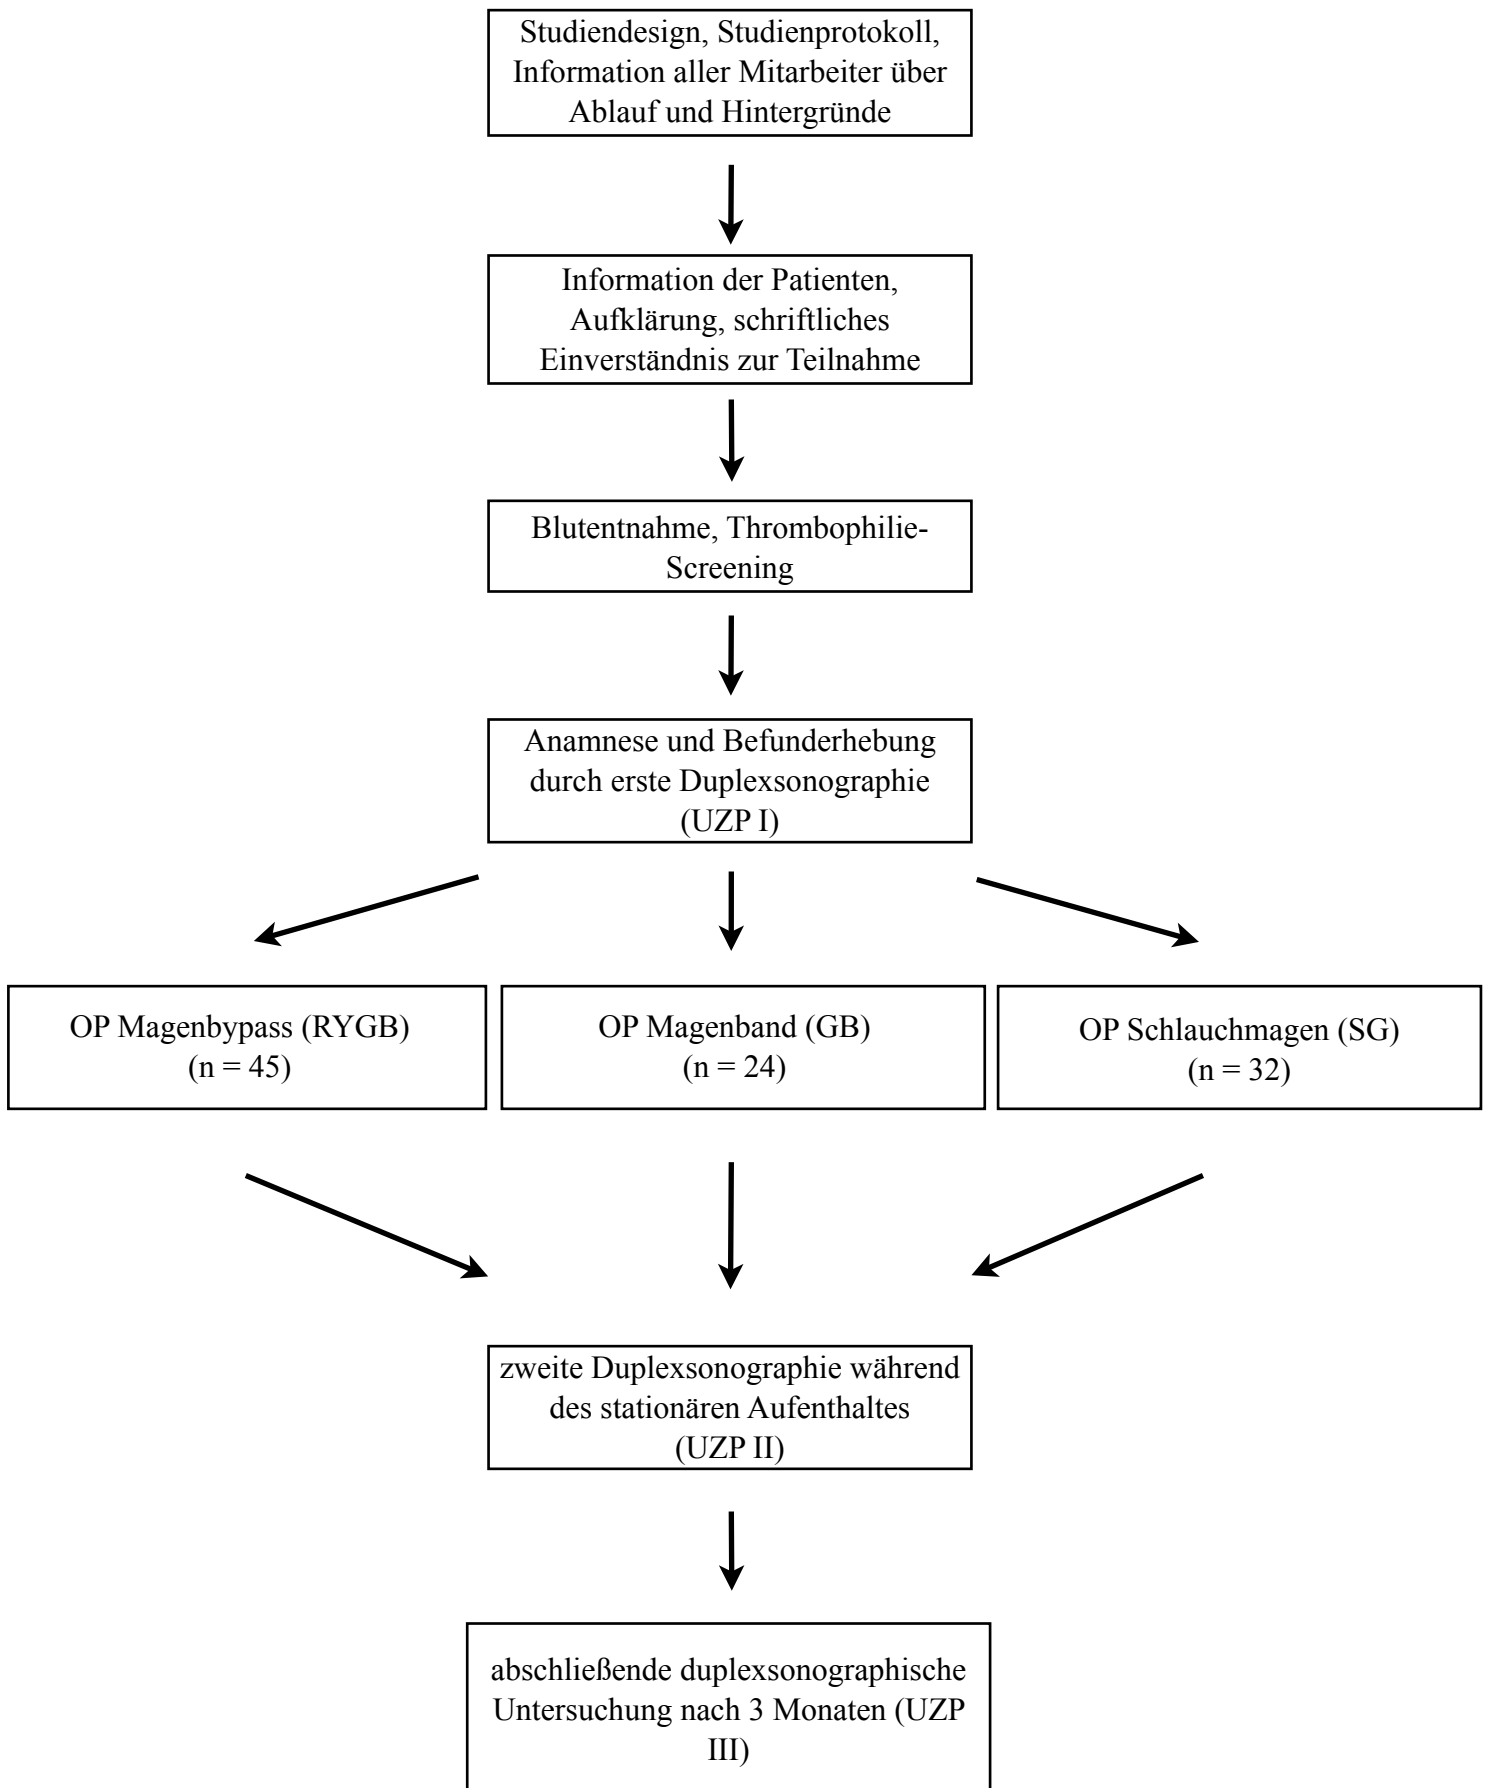 Studiendesign, Studienprotokoll,
Information aller Mitarbeiter über
Ablauf und Hintergründe
Information der Patienten,
Aufklärung, schriftliches
Einverständnis zur Teilnahme
Blutentnahme, Thrombophilie-
Screening
Anamnese und Befunderhebung
durch erste Duplexsonographie
(UZP I)
OP Magenbypass (RYGB)
(n = 45)
OP Magenband (GB)
(n = 24)
OP Schlauchmagen (SG)
(n = 32)
zweite Duplexsonographie während
des stationären Aufenthaltes
(UZP II)
abschließende duplexsonographische
Untersuchung nach 3 Monaten (UZP
III)